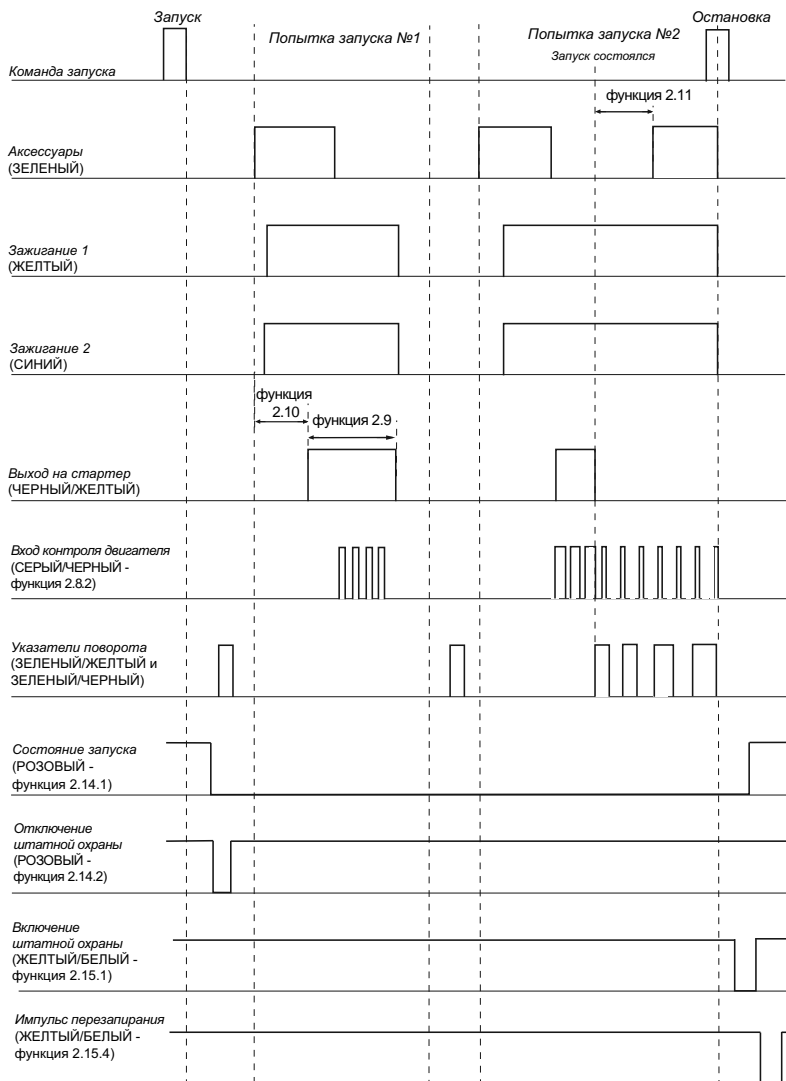 Запуск
Остановка
Попытка запуска №1
Попытка запуска №2
Запуск состоялся
Команда запуска
функция 2.11
Аксессуары
(ЗЕЛЕНЫЙ)
Зажигание 1
(ЖЕЛТЫЙ)
Зажигание 2
(СИНИЙ)
функция
2.10
функция 2.9
Выход на стартер
(ЧЕРНЫЙ/ЖЕЛТЫЙ)
Вход контроля двигателя
(СЕРЫЙ/ЧЕРНЫЙ -
функция 2.8.2)
Указатели поворота
(ЗЕЛЕНЫЙ/ЖЕЛТЫЙ и
ЗЕЛЕНЫЙ/ЧЕРНЫЙ)
Состояние запуска
(РОЗОВЫЙ -
функция 2.14.1)
Отключение
штатной охраны
(РОЗОВЫЙ -
функция 2.14.2)
Включение
штатной охраны
(ЖЕЛТЫЙ/БЕЛЫЙ -
функция 2.15.1)
Импульс перезапирания
(ЖЕЛТЫЙ/БЕЛЫЙ -
функция 2.15.4)